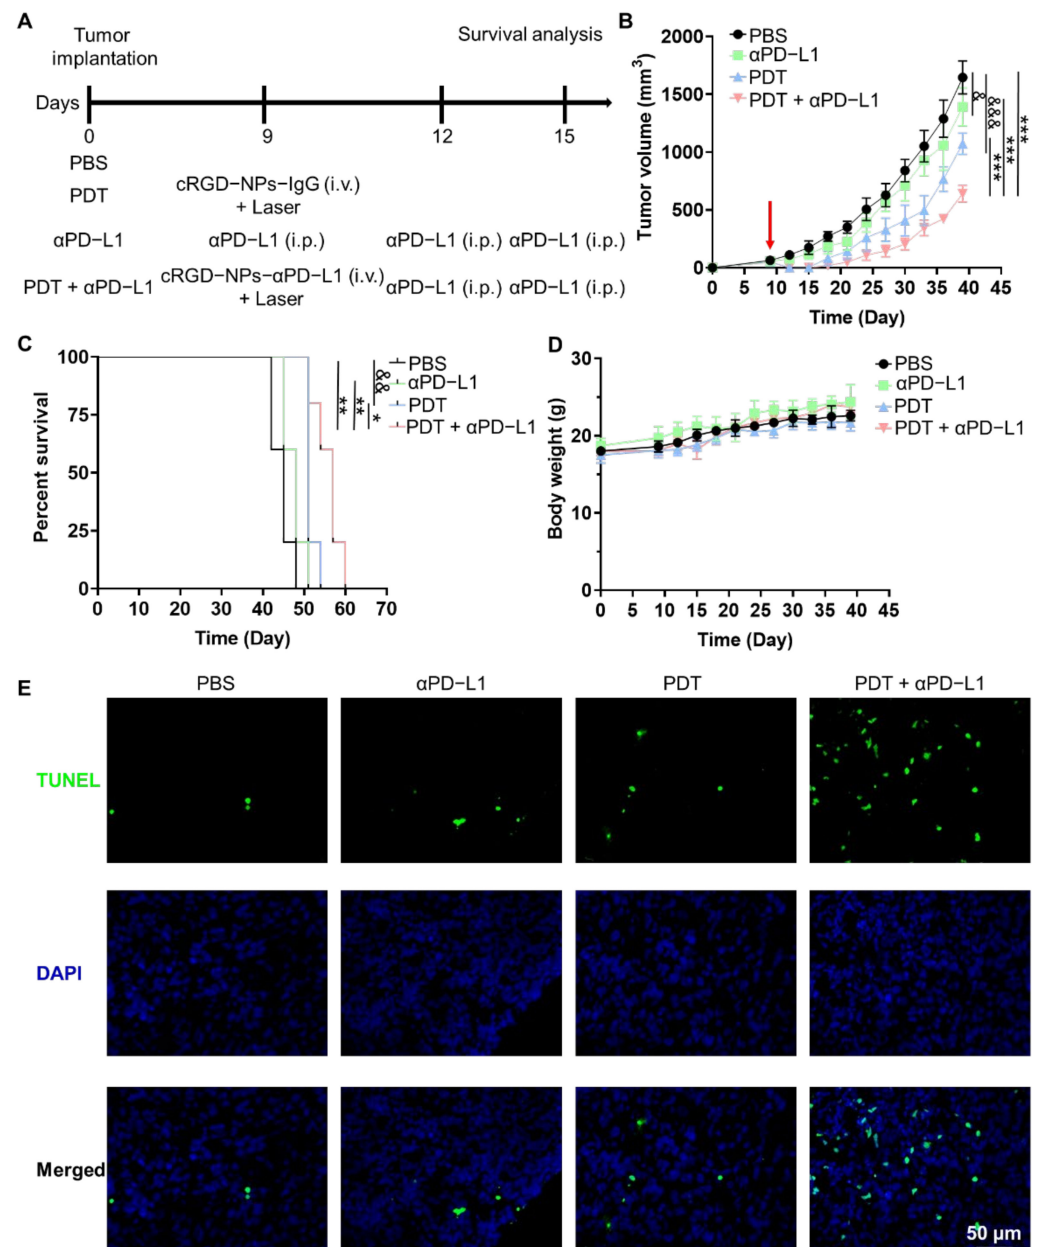 A
Tumor
implantation
Survival analysis
Days
0
9
12
15
PBS
PDT
cRGD−NPs−IgG (i.v.)
+ Laser
αPD−L1
αPD−L1 (i.p.)
αPD−L1 (i.p.) αPD−L1 (i.p.)
PDT + αPD−L1
cRGD−NPs−αPD−L1 (i.v.)
+ Laser
αPD−L1 (i.p.) αPD−L1 (i.p.)
B
Tumor volume (mm³)
2000
1500
1000
500
0
PBS
αPD−L1
PDT
PDT + αPD−L1
&
&&&
***
***
***
0 5 10 15 20 25 30 35 40 45
Time (Day)
C
Percent survival
100
75
50
25
0
PBS
αPD−L1
PDT
PDT + αPD−L1
**
**
*
&&
0 10 20 30 40 50 60 70
Time (Day)
D
Body weight (g)
30
20
10
0
PBS
αPD−L1
PDT
PDT + αPD−L1
0 5 10 15 20 25 30 35 40 45
Time (Day)
E
PBS
αPD−L1
PDT
PDT + αPD−L1
TUNEL
DAPI
Merged
50 µm